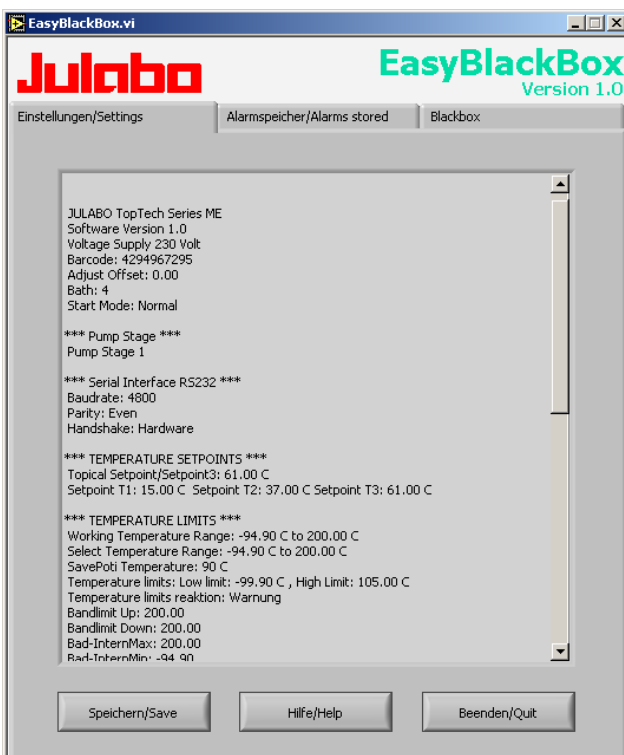 EasyBlackBox.vi
Julabo
EasyBlackBox
Version 1.0
Einstellungen/Settings
Alarmspeicher/Alarms stored
Blackbox
JULABO TopTech Series ME
Software Version 1.0
Voltage Supply 230 Volt
Barcode: 4294967295
Adjust Offset: 0.00
Bath: 4
Start Mode: Normal
*** Pump Stage ***
Pump Stage 1
*** Serial Interface RS232 ***
Baudrate: 4800
Parity: Even
Handshake: Hardware
*** TEMPERATURE SETPOINTS ***
Topical Setpoint/Setpoint3: 61.00 C
Setpoint T1: 15.00 C  Setpoint T2: 37.00 C Setpoint T3: 61.00 C
*** TEMPERATURE LIMITS ***
Working Temperature Range: -94.90 C to 200.00 C
Select Temperature Range: -94.90 C to 200.00 C
SavePoti Temperature: 90 C
Temperature limits: Low limit: -99.90 C , High Limit: 105.00 C
Temperature limits reaktion: Warnung
Bandlimit Up: 200.00
Bandlimit Down: 200.00
Bad-InternMax: 200.00
Bad-InternMin: -94.90
Speichern/Save
Hilfe/Help
Beenden/Quit